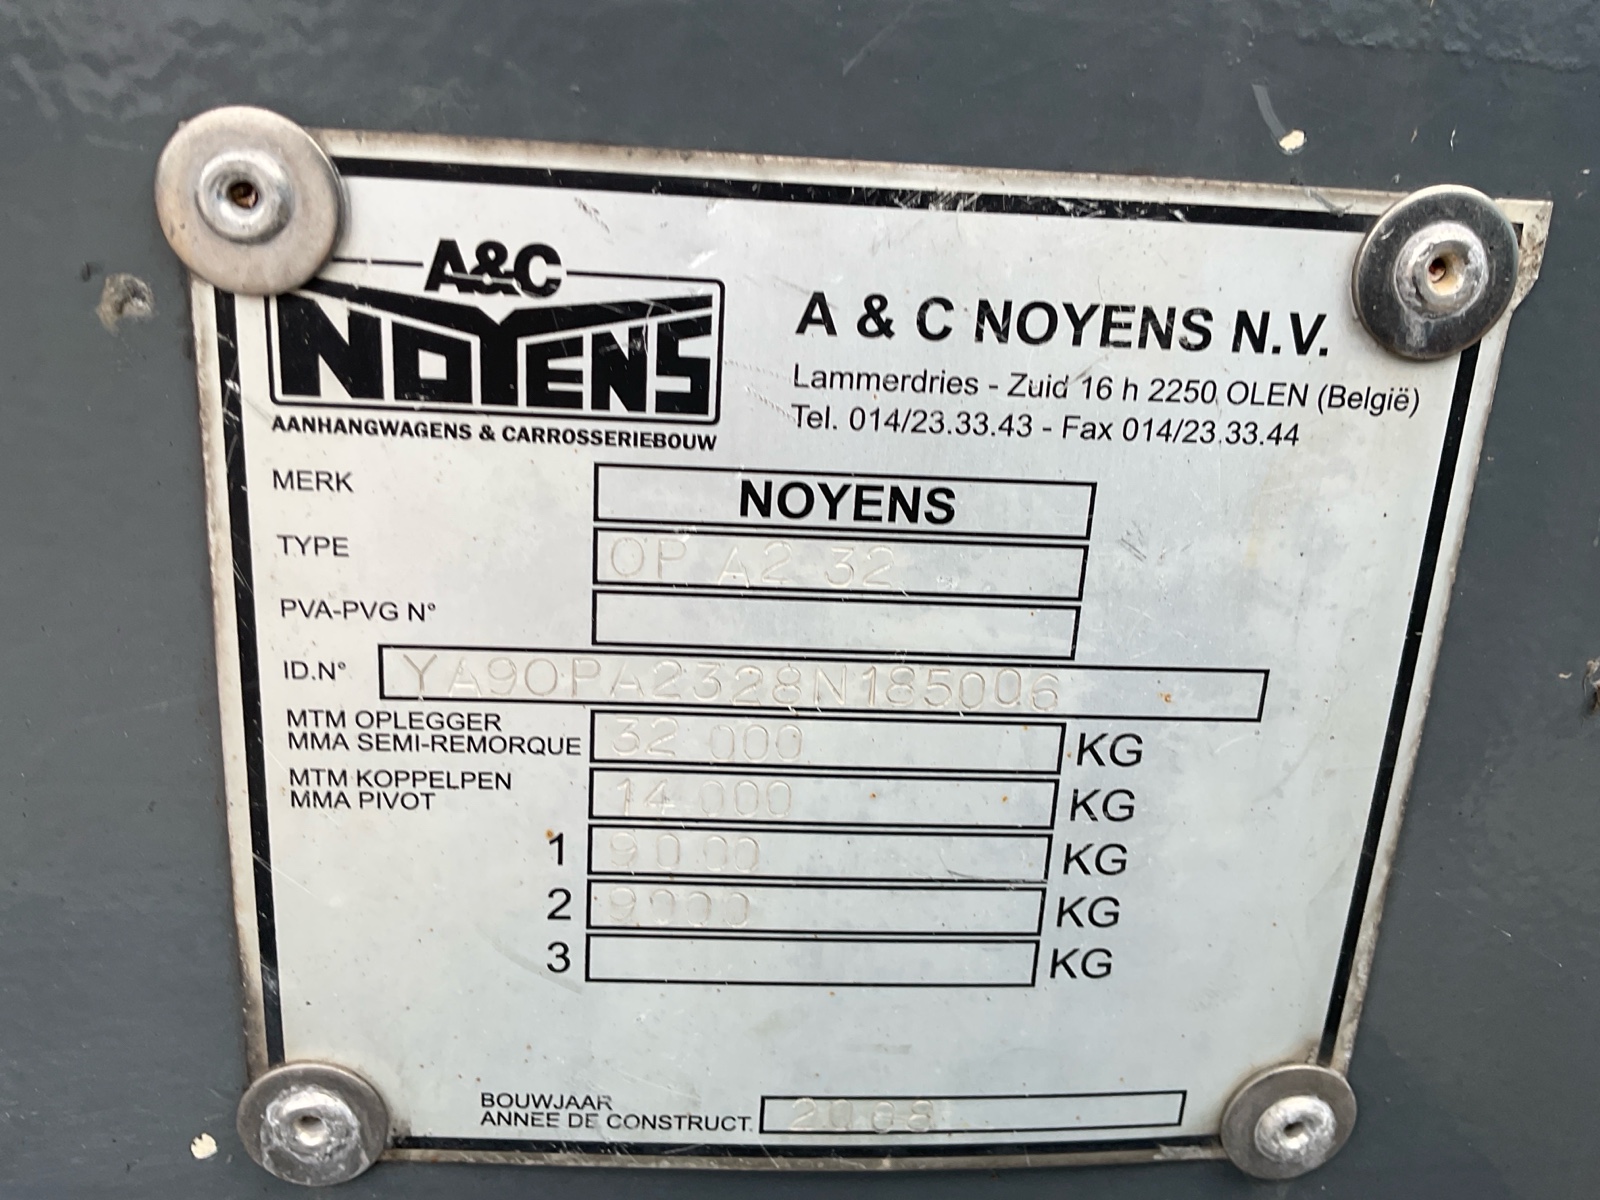 A&C
NOYENS
AANHANGWAGENS & CARROSSERIEBOUW
A & C NOYENS N.V.
Lammerdries - Zuid 16 h 2250 OLEN (België)
Tel. 014/23.33.43 - Fax 014/23.33.44
MERK NOYENS
TYPE OP A2 32
PVA-PVG N°
ID.N° YA9OPA2328N185006
MTM OPLEGGER
MMA SEMI-REMORQUE 32 000 KG
MTM KOPPELPEN
MMA PIVOT 14 000 KG
1 9000 KG
2 9000 KG
3 KG
BOUWJAAR
ANNEE DE CONSTRUCT. 2008